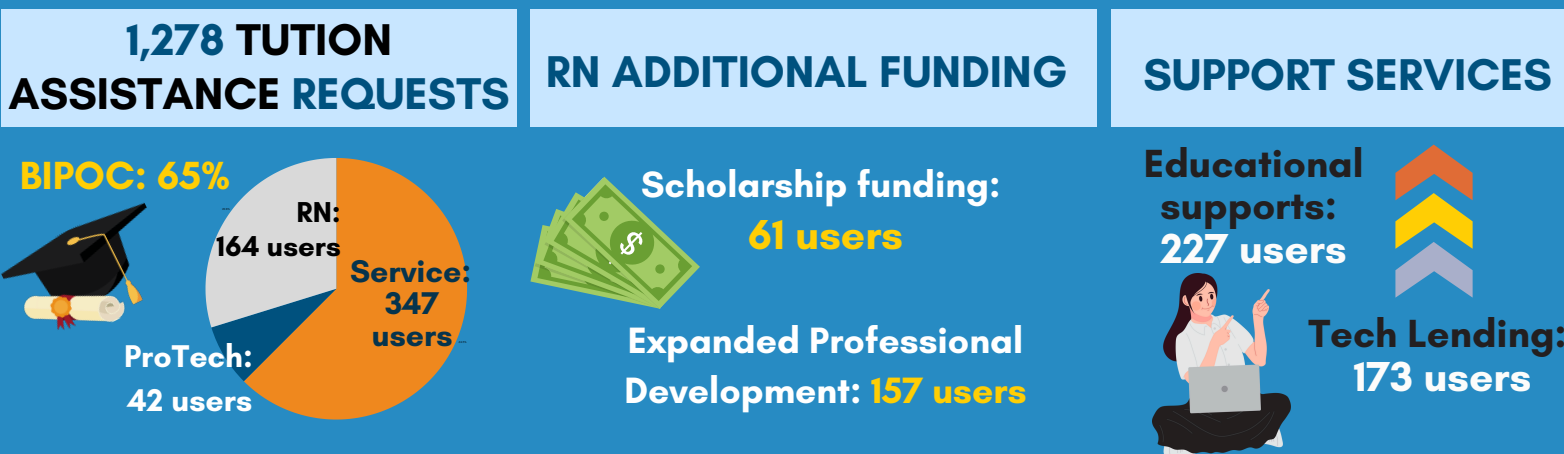 1,278 TUTION
ASSISTANCE REQUESTS
BIPOC: 65%
RN:
164 users
Service:
347
users
ProTech:
42 users
RN ADDITIONAL FUNDING
Scholarship funding:
61 users
$
Expanded Professional
Development: 157 users
SUPPORT SERVICES
Educational
supports:
227 users
Tech Lending:
173 users